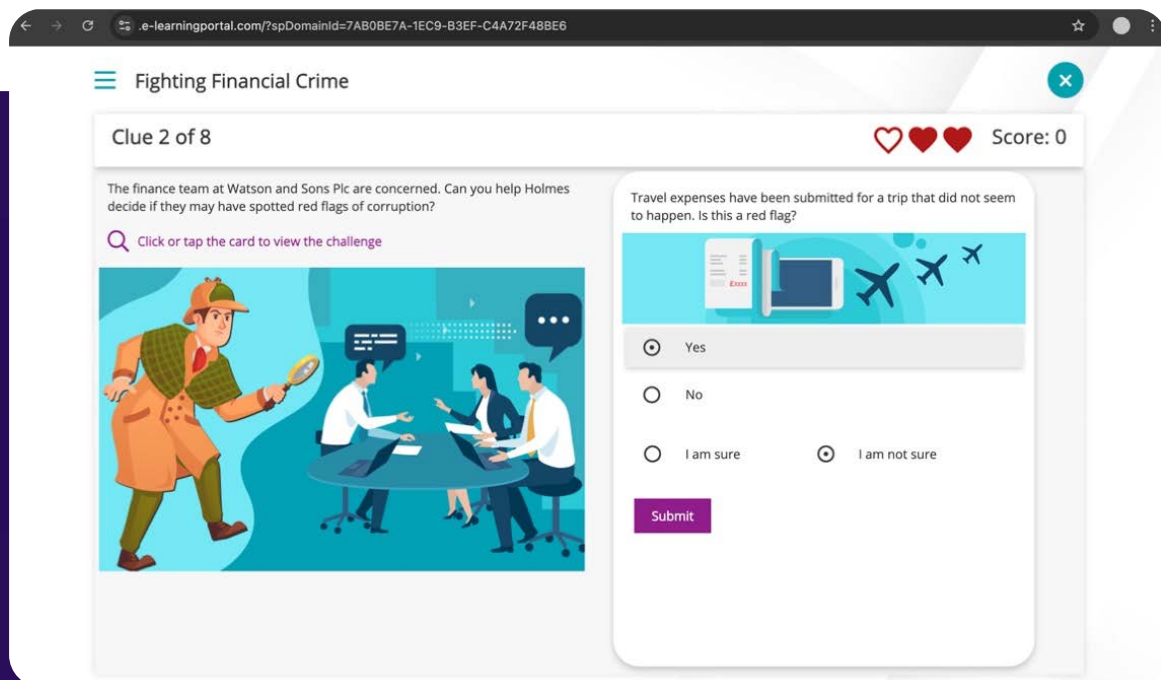 .e-learningportal.com/?spDomainId=7AB0BE7A-1EC9-B3EF-C4A72F48BE6
Fighting Financial Crime
Clue 2 of 8
Score: 0
The finance team at Watson and Sons Plc are concerned. Can you help Holmes
decide if they may have spotted red flags of corruption?
Click or tap the card to view the challenge
Travel expenses have been submitted for a trip that did not seem
to happen. Is this a red flag?
£xxxx
Yes
No
I am sure
I am not sure
Submit